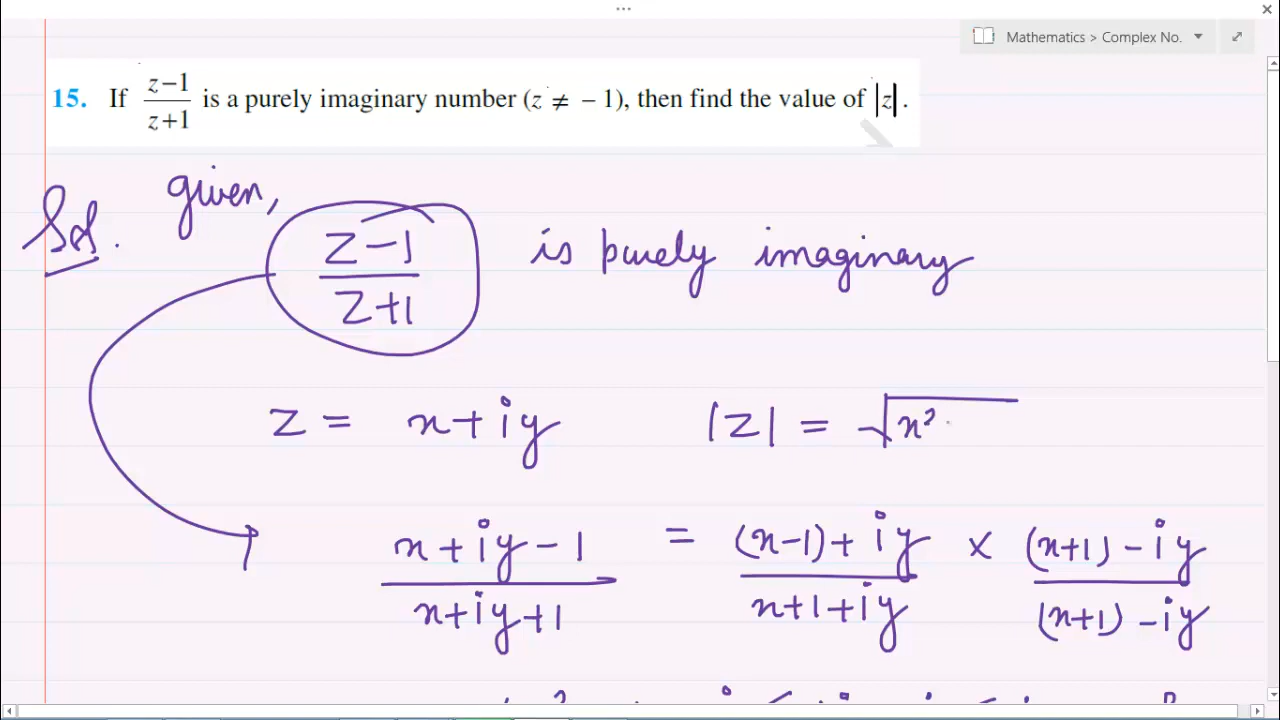 Mathematics > Complex No.
15. If (z−1)/(z+1) is a purely imaginary number (z ≠ – 1), then find the value of |z|.
Sol. given,
(z−1)/(z+1) is purely imaginary
z = x+iy |z| = √x²
(x+iy−1)/(x+iy+1) = ((x−1)+iy)/(x+1+iy) × ((x+1)−iy)/((x+1)−iy)